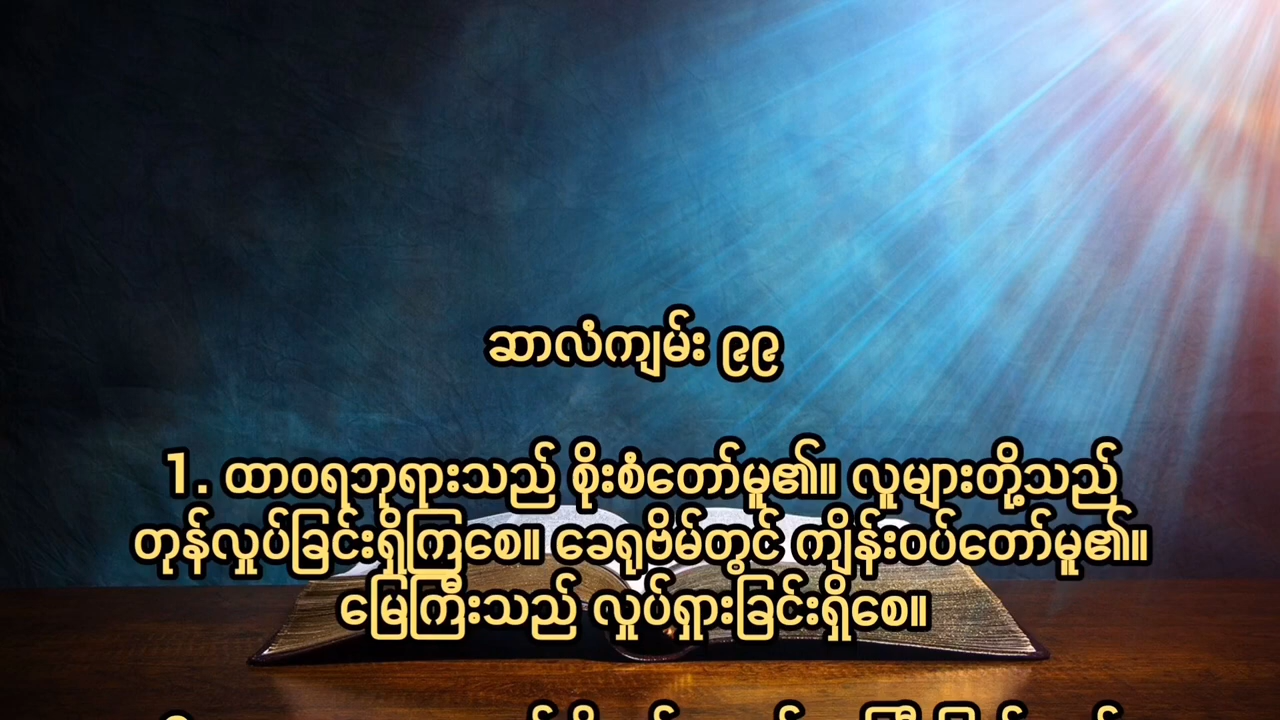 ဆာလံကျမ်း ၉၉
1. ထာဝရဘုရားသည် စိုးစံတော်မူ၏။ လူများတို့သည်
တုန်လှုပ်ခြင်းရှိကြစေ။ ခေရုဗိမ်တွင် ကျိန်းဝပ်တော်မူ၏။
မြေကြီးသည် လှုပ်ရှားခြင်းရှိစေ။